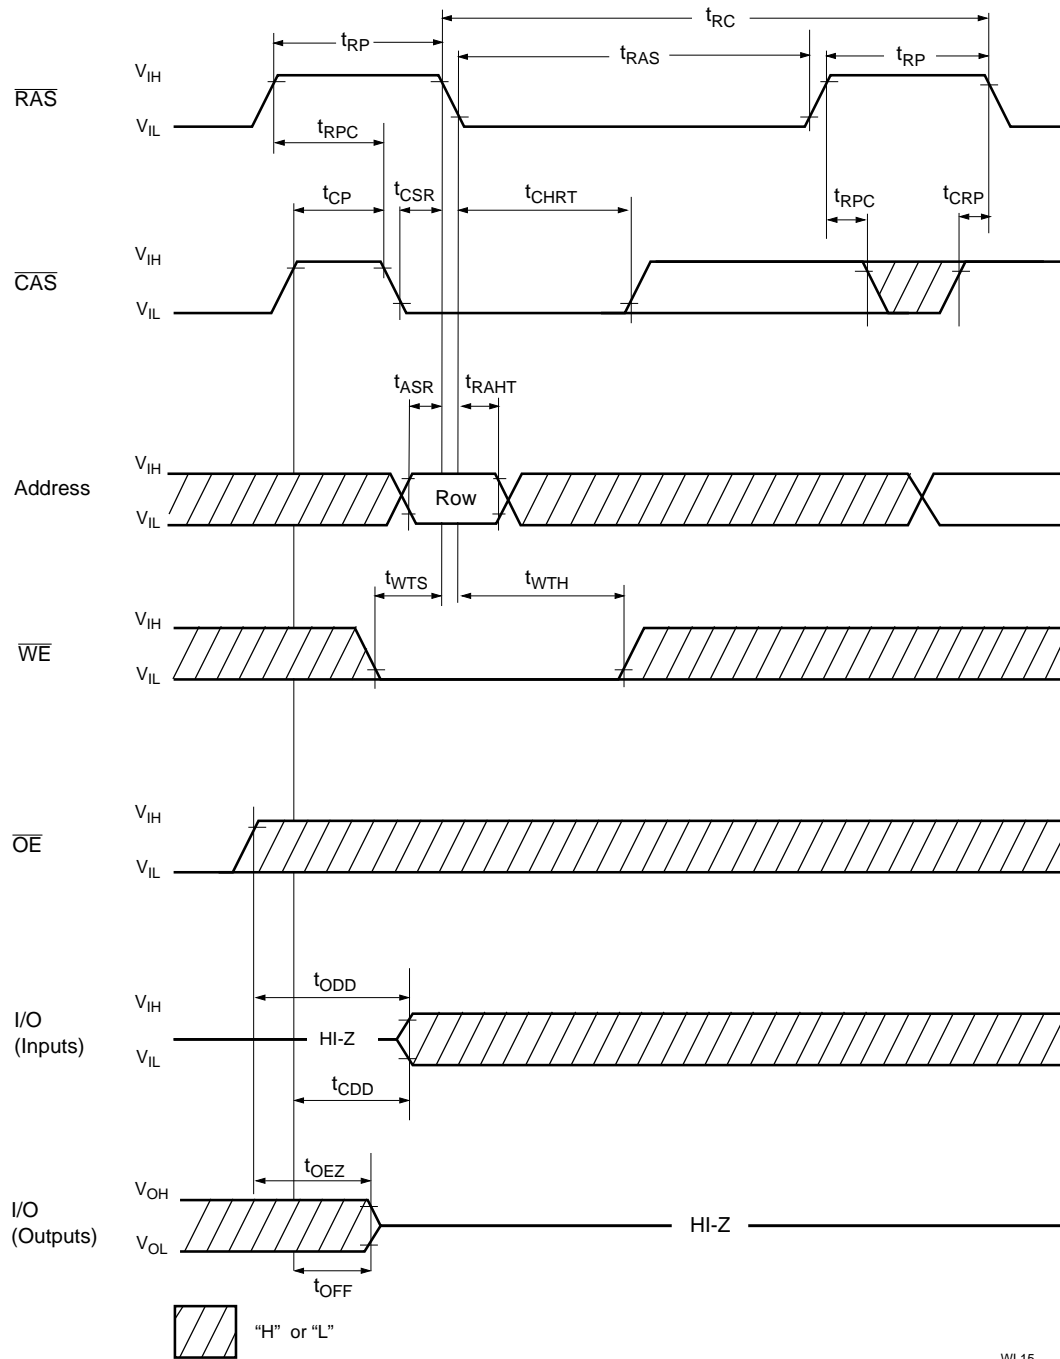 tRC
tRP
tRAS
tRP
VIH
RAS
VIL
tRPC
tCP
tCSR
tCHRT
tRPC
tCRP
VIH
CAS
VIL
tASR
tRAHT
VIH
Address
Row
VIL
tWTS
tWTH
VIH
WE
VIL
VIH
OE
VIL
tODD
VIH
I/O
(Inputs)
HI-Z
VIL
tCDD
tOEZ
VOH
I/O
(Outputs)
HI-Z
VOL
tOFF
“H” or “L”
WL15